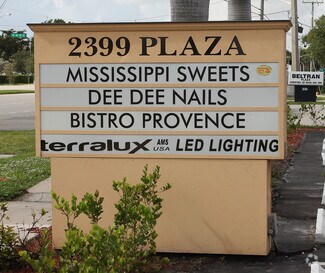 2399 PLAZA
MISSISSIPPI SWEETS
DEE DEE NAILS
BISTRO PROVENCE
terralux AMS USA LED LIGHTING
BELTRAN